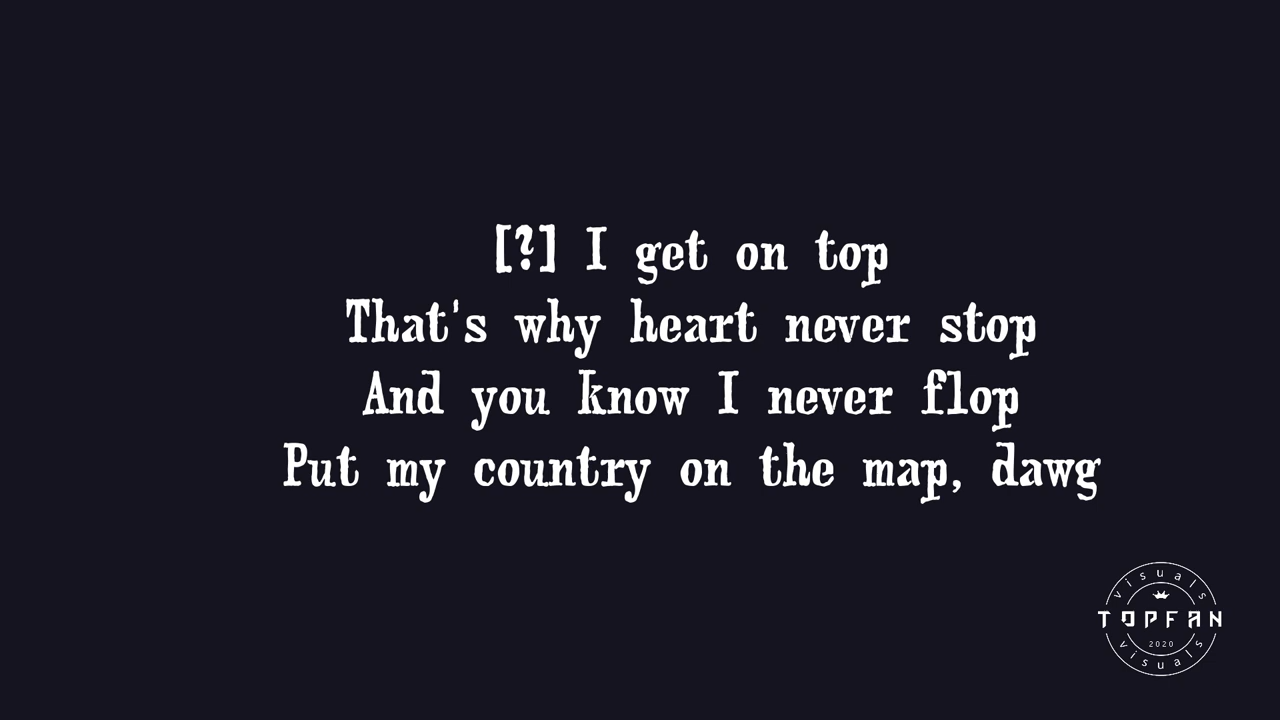 [?] I get on top
That's why heart never stop
And you know I never flop
Put my country on the map, dawg
visuals
TOPFAN
2020
visuals